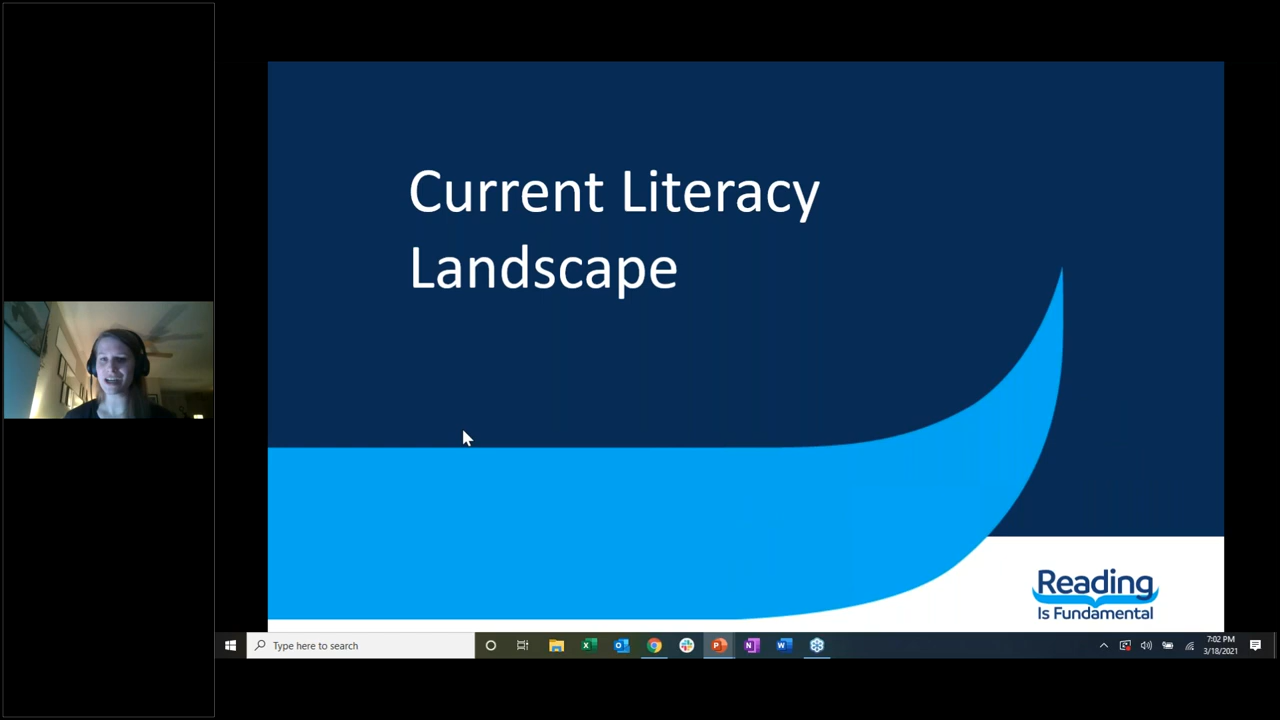 Current Literacy
Landscape
Reading
Is Fundamental
Type here to search
7:02 PM
3/18/2021